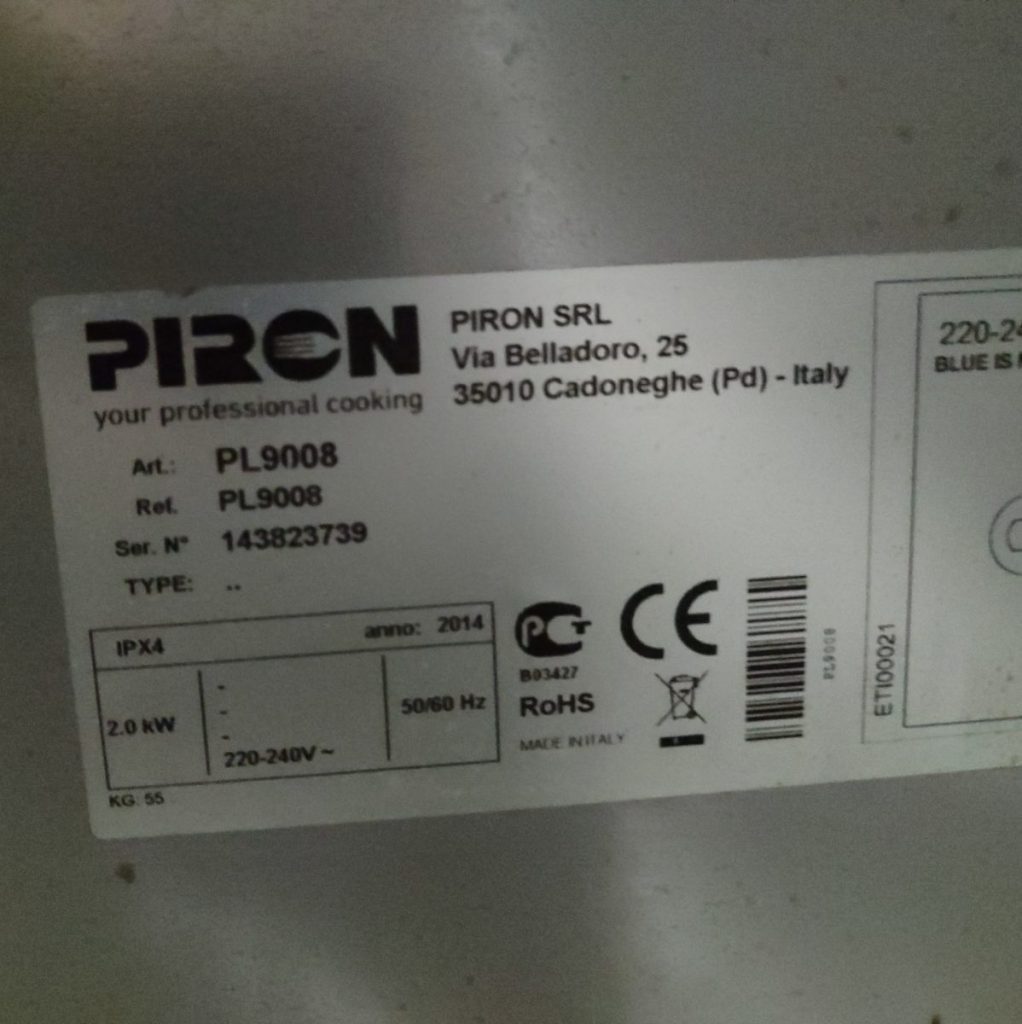 PIRON
your professional cooking
PIRON SRL
Via Belladoro, 25
35010 Cadoneghe (Pd) - Italy
Art.: PL9008
Ref. PL9008
Ser. N° 143823739
TYPE: ..
IPX4 anno: 2014
2.0 kW
-
-
-
220-240V ~
50/60 Hz
KG: 55
PCT
B03427
RoHS
MADE IN ITALY
CE
PL9008
ETI00021
220-24
BLUE IS